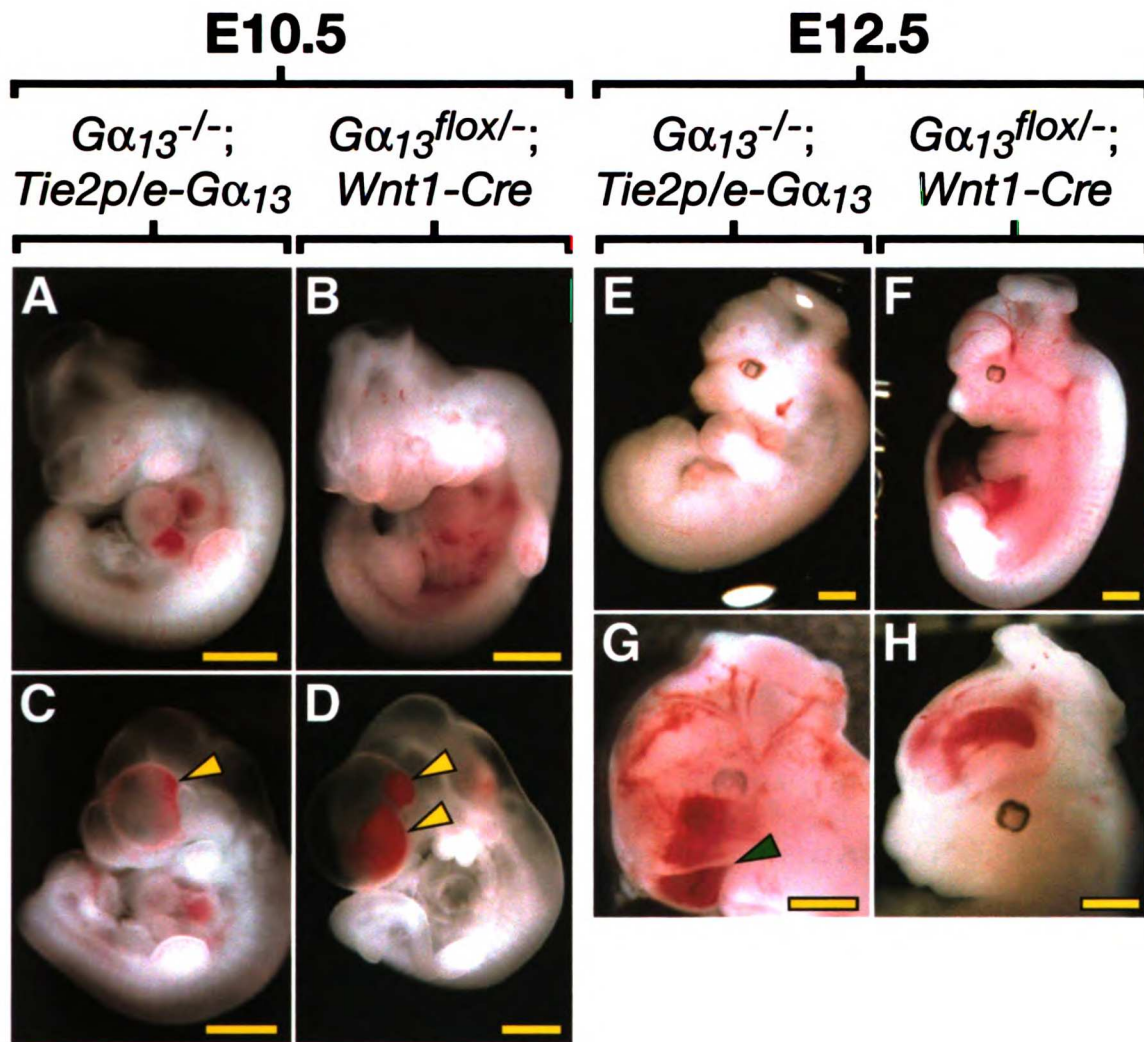 E10.5
E12.5
Gα13-/-;
Tie2p/e-Gα13
Gα13flox/-;
Wnt1-Cre
Gα13-/-;
Tie2p/e-Gα13
Gα13flox/-;
Wnt1-Cre
A
B
E
F
C
D
G
H